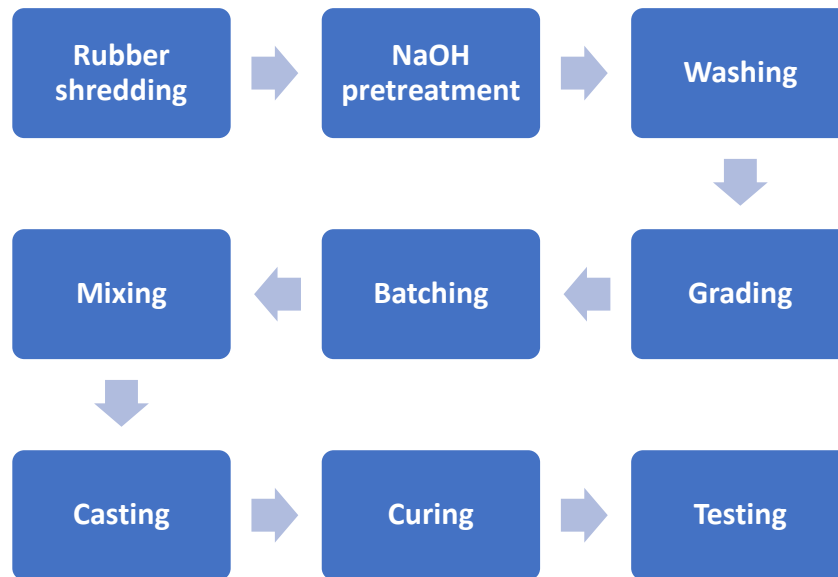 Rubber
shredding
NaOH
pretreatment
Washing
Grading
Batching
Mixing
Casting
Curing
Testing